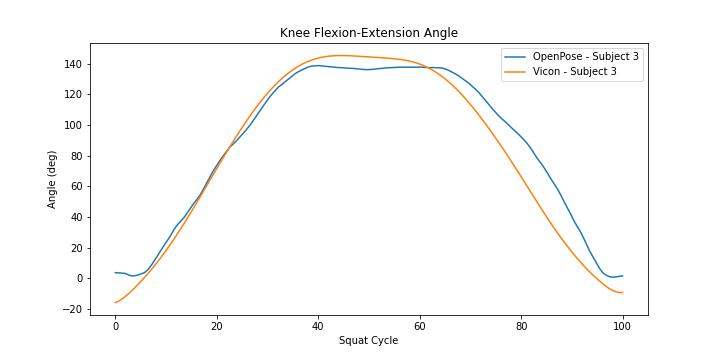 Knee Flexion-Extension Angle
OpenPose - Subject 3
Vicon - Subject 3
Angle (deg)
140
120
100
80
60
40
20
0
−20
0 20 40 60 80 100
Squat Cycle